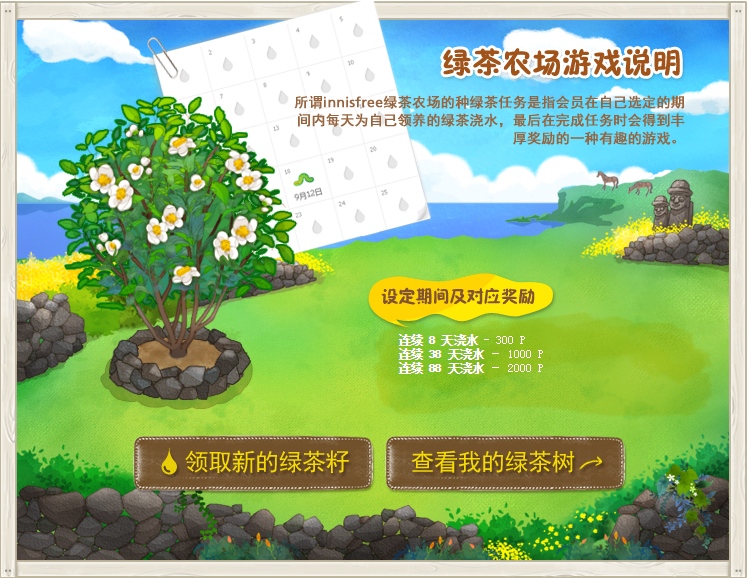 绿茶农场游戏说明
所谓innisfree绿茶农场的种绿茶任务是指会员在自己选定的期
间内每天为自己领养的绿茶浇水，最后在完成任务时会得到丰
厚奖励的一种有趣的游戏。
2
3
4
5
10
13
18
19
20
9月12日
23
24
25
设定期间及对应奖励
连续 8 天浇水 - 300 P
连续 38 天浇水 - 1000 P
连续 88 天浇水 - 2000 P
领取新的绿茶籽
查看我的绿茶树